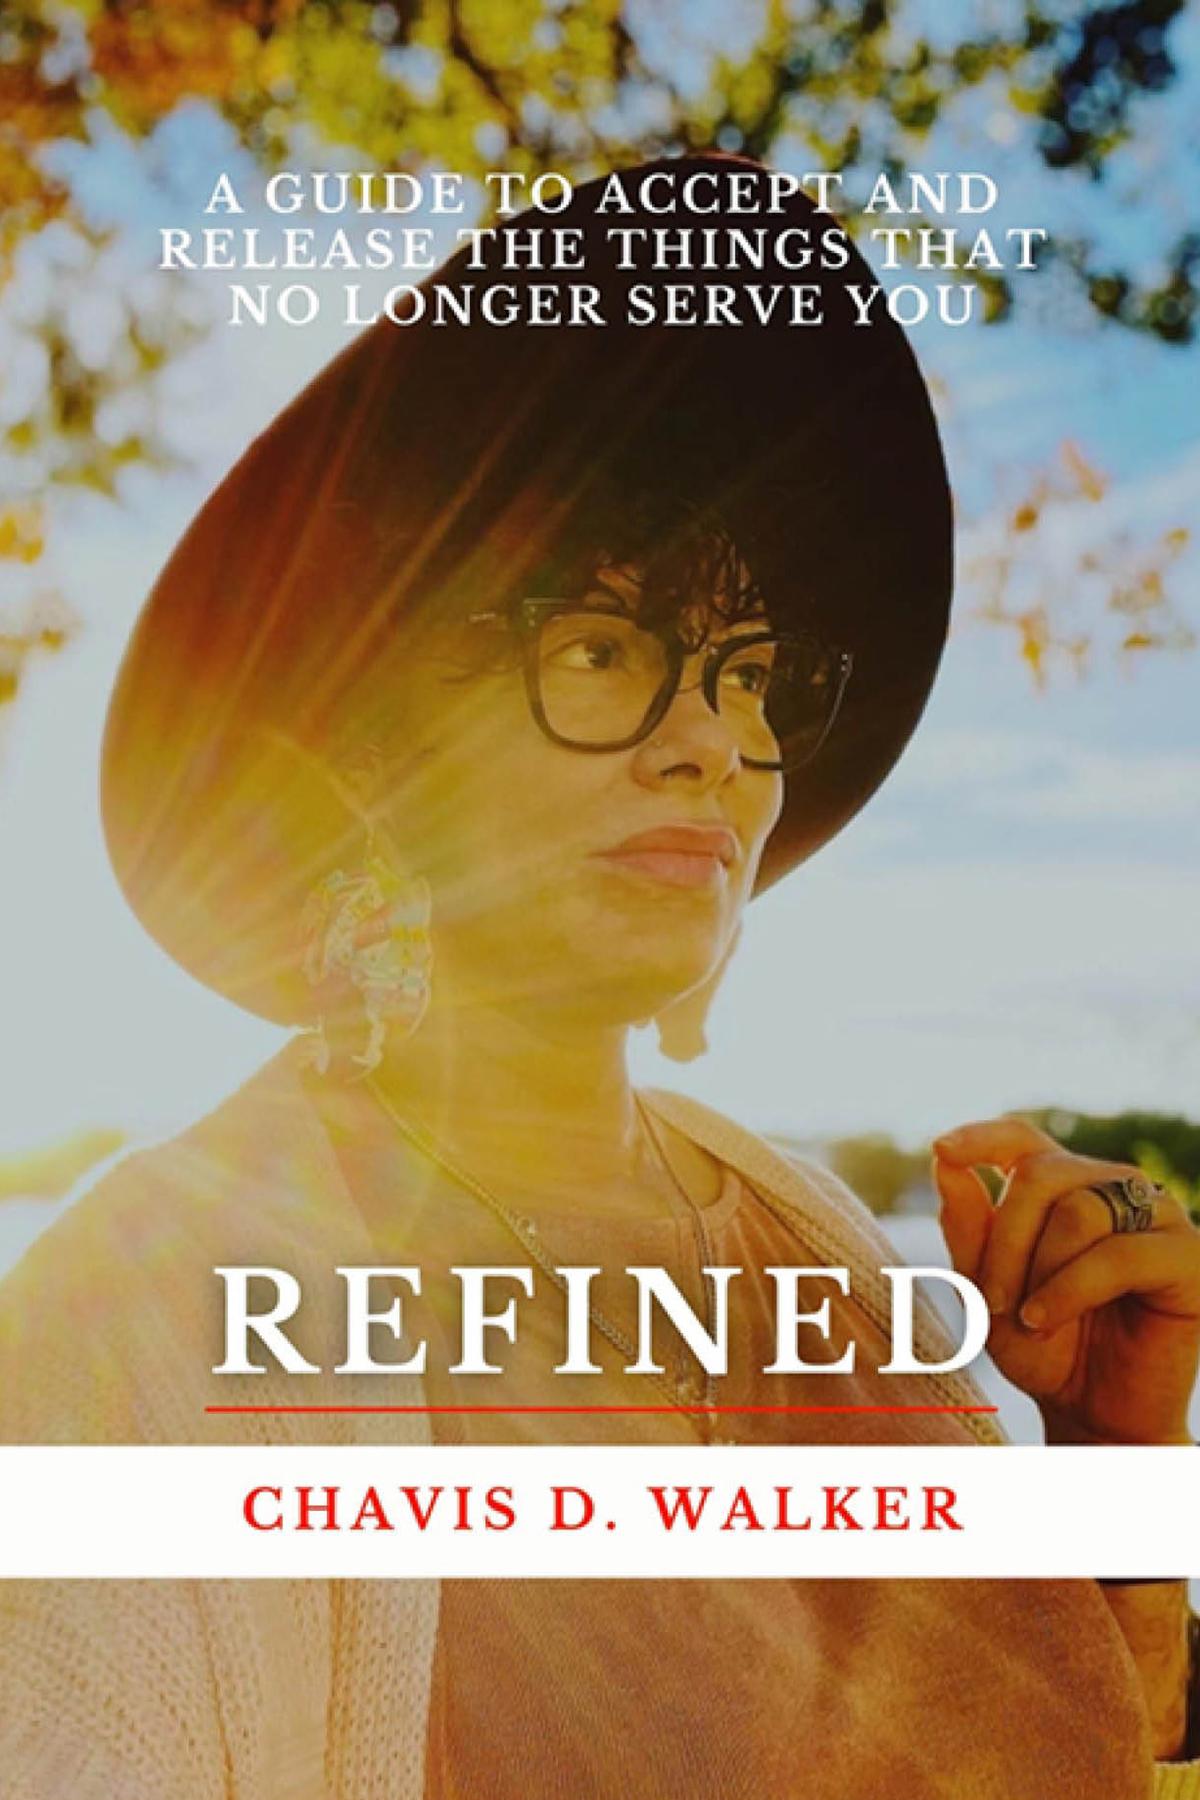 A GUIDE TO ACCEPT AND
RELEASE THE THINGS THAT
NO LONGER SERVE YOU
REFINED
CHAVIS D. WALKER